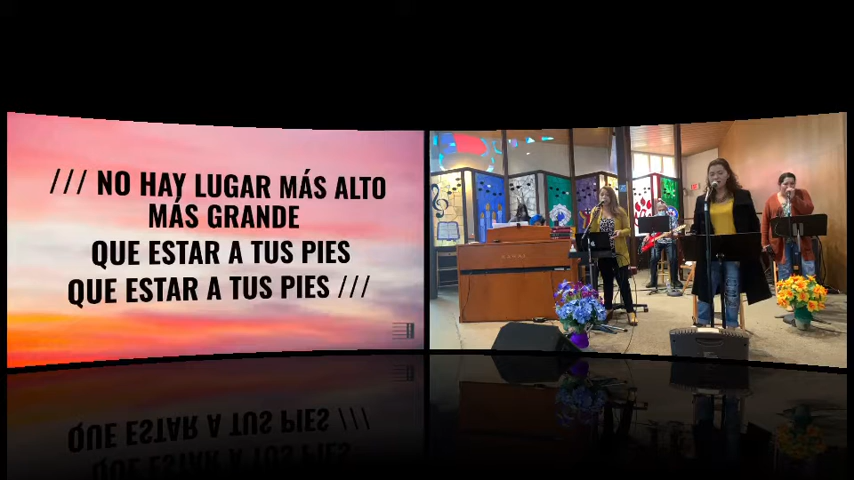 /// NO HAY LUGAR MÁS ALTO
MÁS GRANDE
QUE ESTAR A TUS PIES
QUE ESTAR A TUS PIES ///